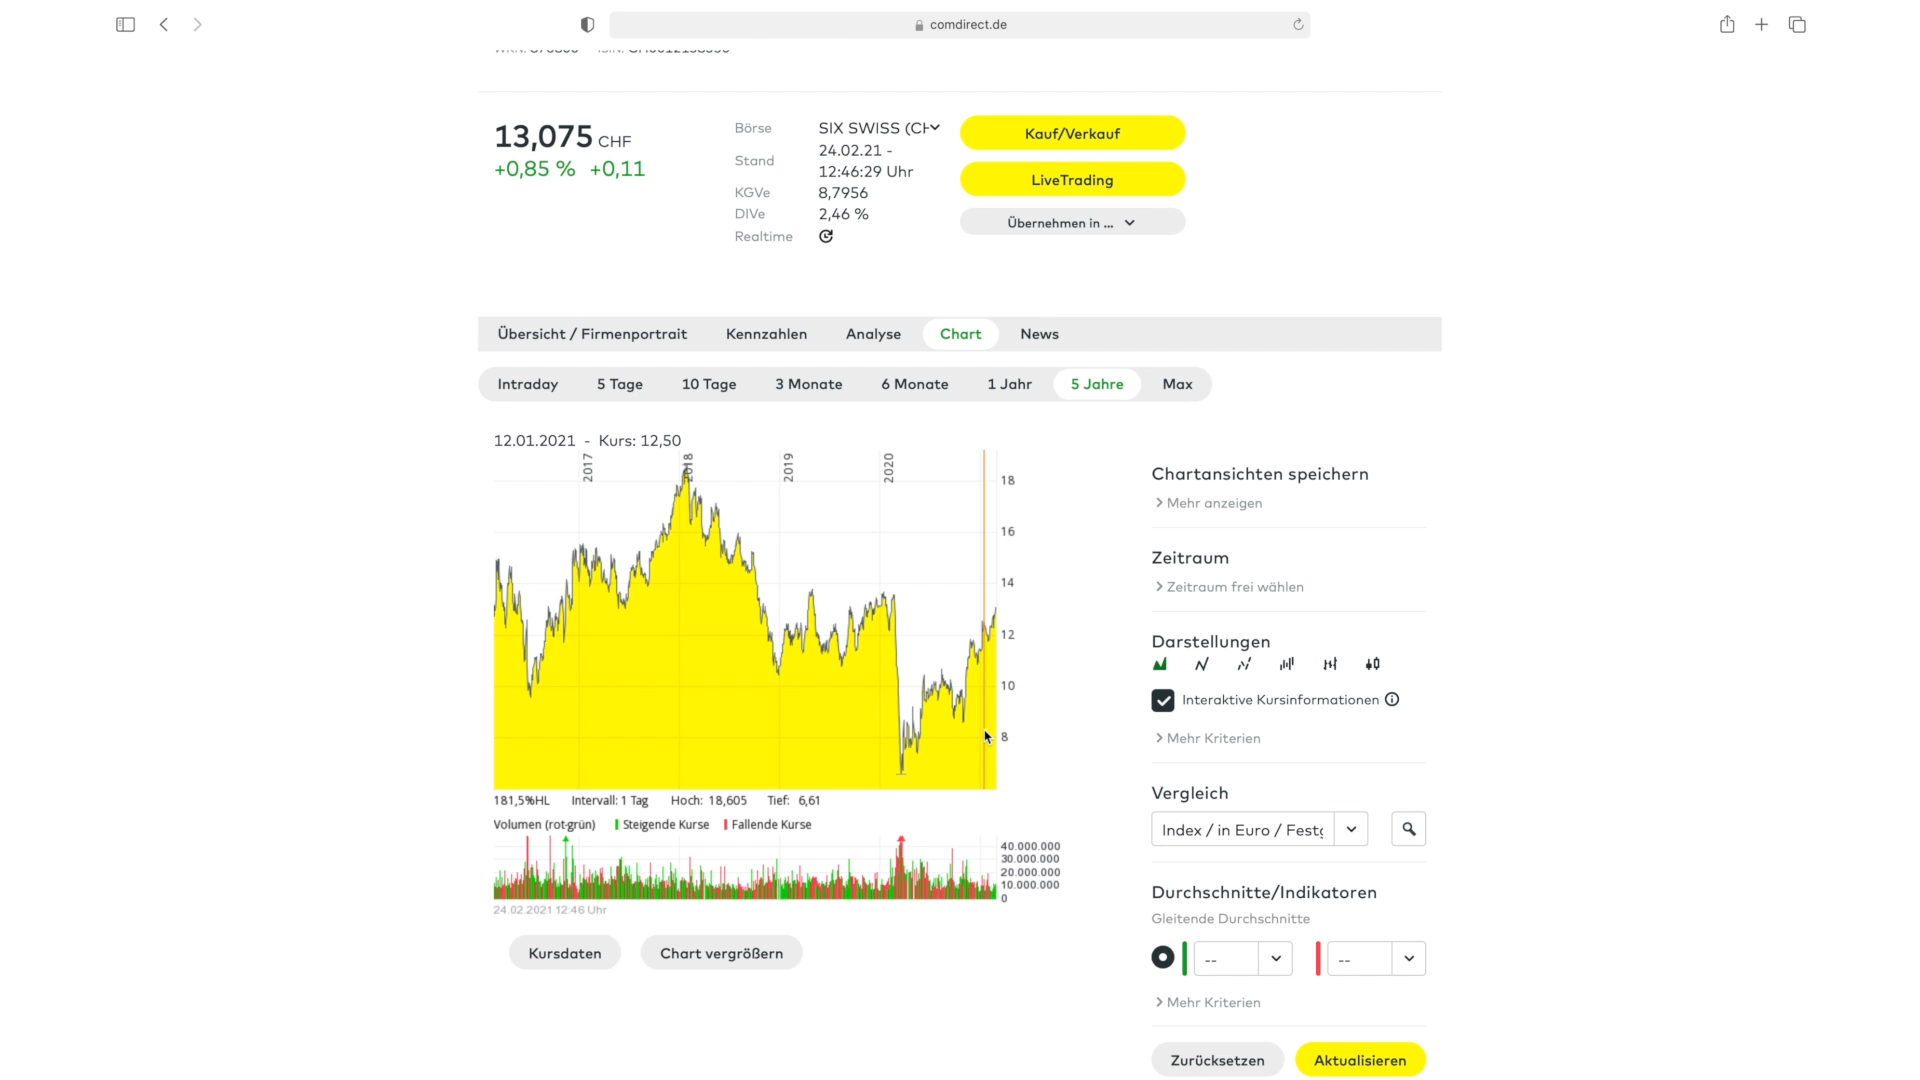 comdirect.de
13,075 CHF
+0,85 % +0,11
Börse SIX SWISS (CH
Stand 24.02.21 -
12:46:29 Uhr
KGVe 8,7956
DIVe 2,46 %
Realtime
Kauf/Verkauf
LiveTrading
Übernehmen in ...
Übersicht / Firmenportrait Kennzahlen Analyse Chart News
Intraday 5 Tage 10 Tage 3 Monate 6 Monate 1 Jahr 5 Jahre Max
12.01.2021 - Kurs: 12,50
2017 2018 2019 2020
18
16
14
12
10
8
181,5%HL Intervall: 1 Tag Hoch: 18,605 Tief: 6,61
Volumen (rot-grün) Steigende Kurse Fallende Kurse
40.000.000
30.000.000
20.000.000
10.000.000
0
24.02.2021 12:46 Uhr
Kursdaten Chart vergrößern
Chartansichten speichern
Mehr anzeigen
Zeitraum
Zeitraum frei wählen
Darstellungen
Interaktive Kursinformationen
Mehr Kriterien
Vergleich
Index / in Euro / Festg
Durchschnitte/Indikatoren
Gleitende Durchschnitte
-- --
Mehr Kriterien
Zurücksetzen Aktualisieren